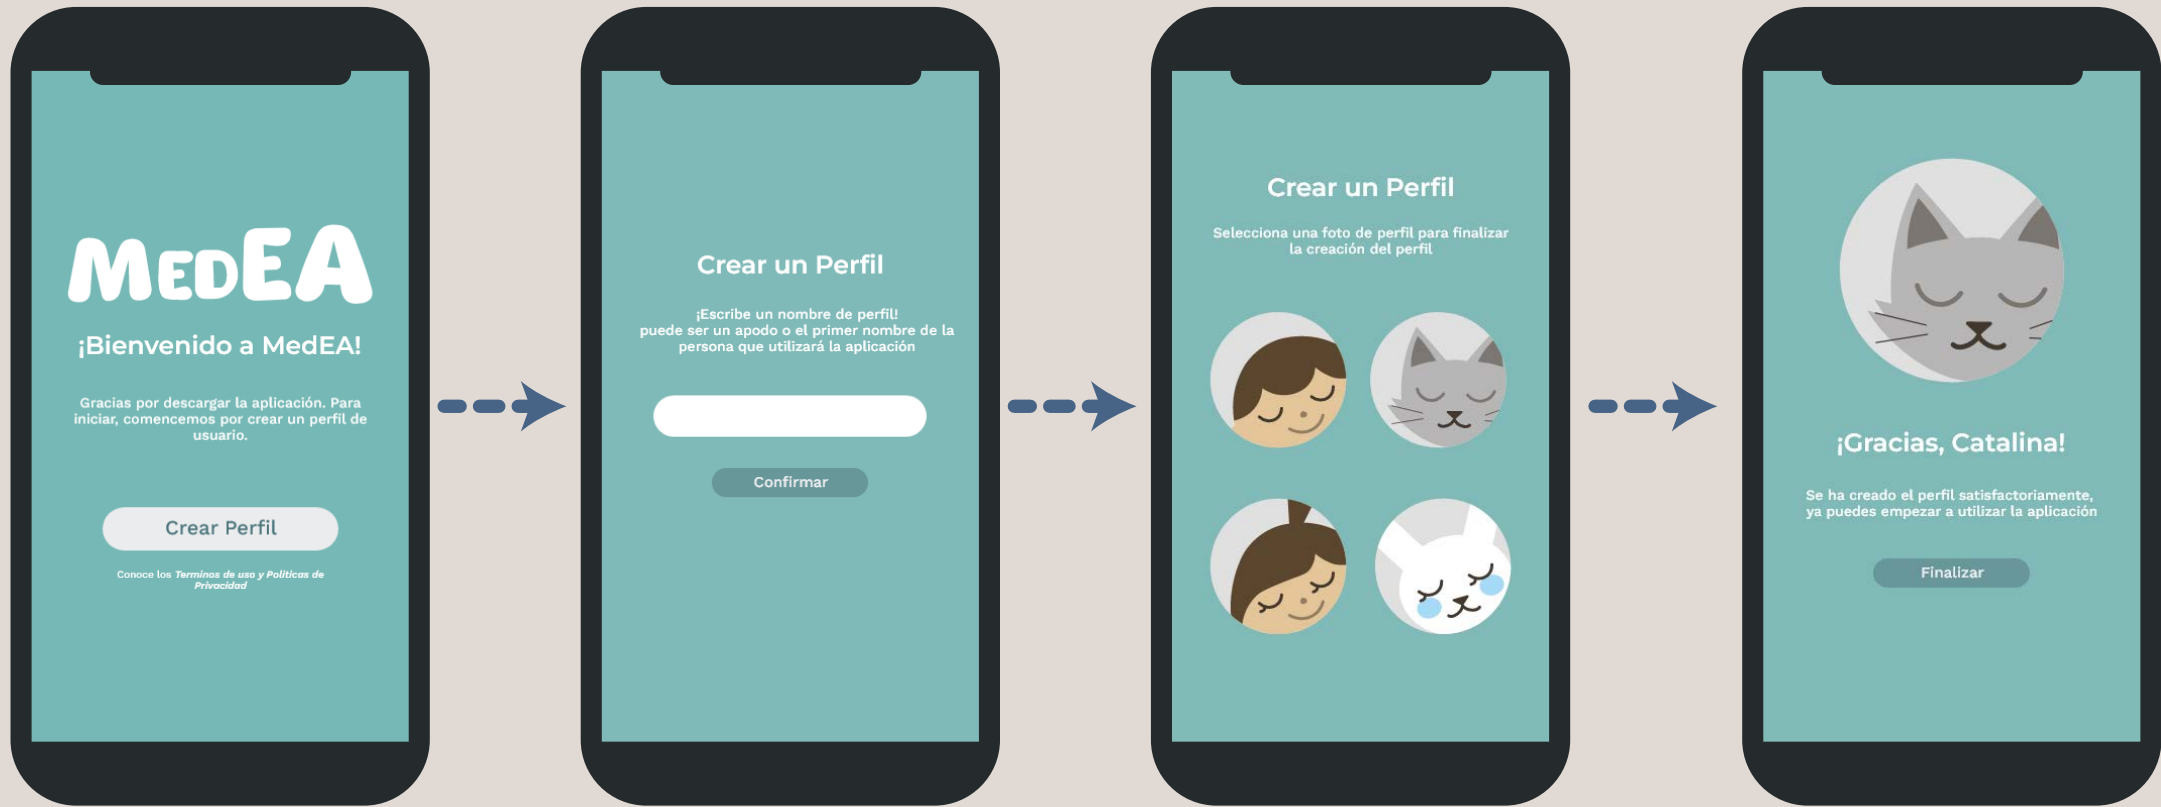 MEDEA
¡Bienvenido a MedEA!
Gracias por descargar la aplicación. Para
iniciar, comencemos por crear un perfil de
usuario.
Crear Perfil
Conoce los Terminos de uso y Politicas de
Privacidad
Crear un Perfil
¡Escribe un nombre de perfil!
puede ser un apodo o el primer nombre de la
persona que utilizará la aplicación
Confirmar
Crear un Perfil
Selecciona una foto de perfil para finalizar
la creación del perfil
¡Gracias, Catalina!
Se ha creado el perfil satisfactoriamente,
ya puedes empezar a utilizar la aplicación
Finalizar